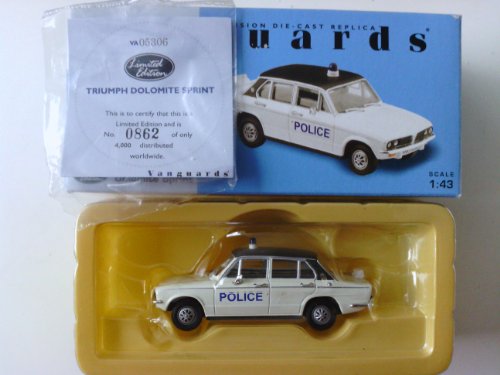 VA05306
Limited
Edition
TRIUMPH DOLOMITE SPRINT
This is to certify that this is a
Limited Edition and is
No. 0862 of only
4,000 distributed
worldwide.
Vanguards
DIE-CAST REPLICA
uards
POLICE
SCALE
1:43
POLICE